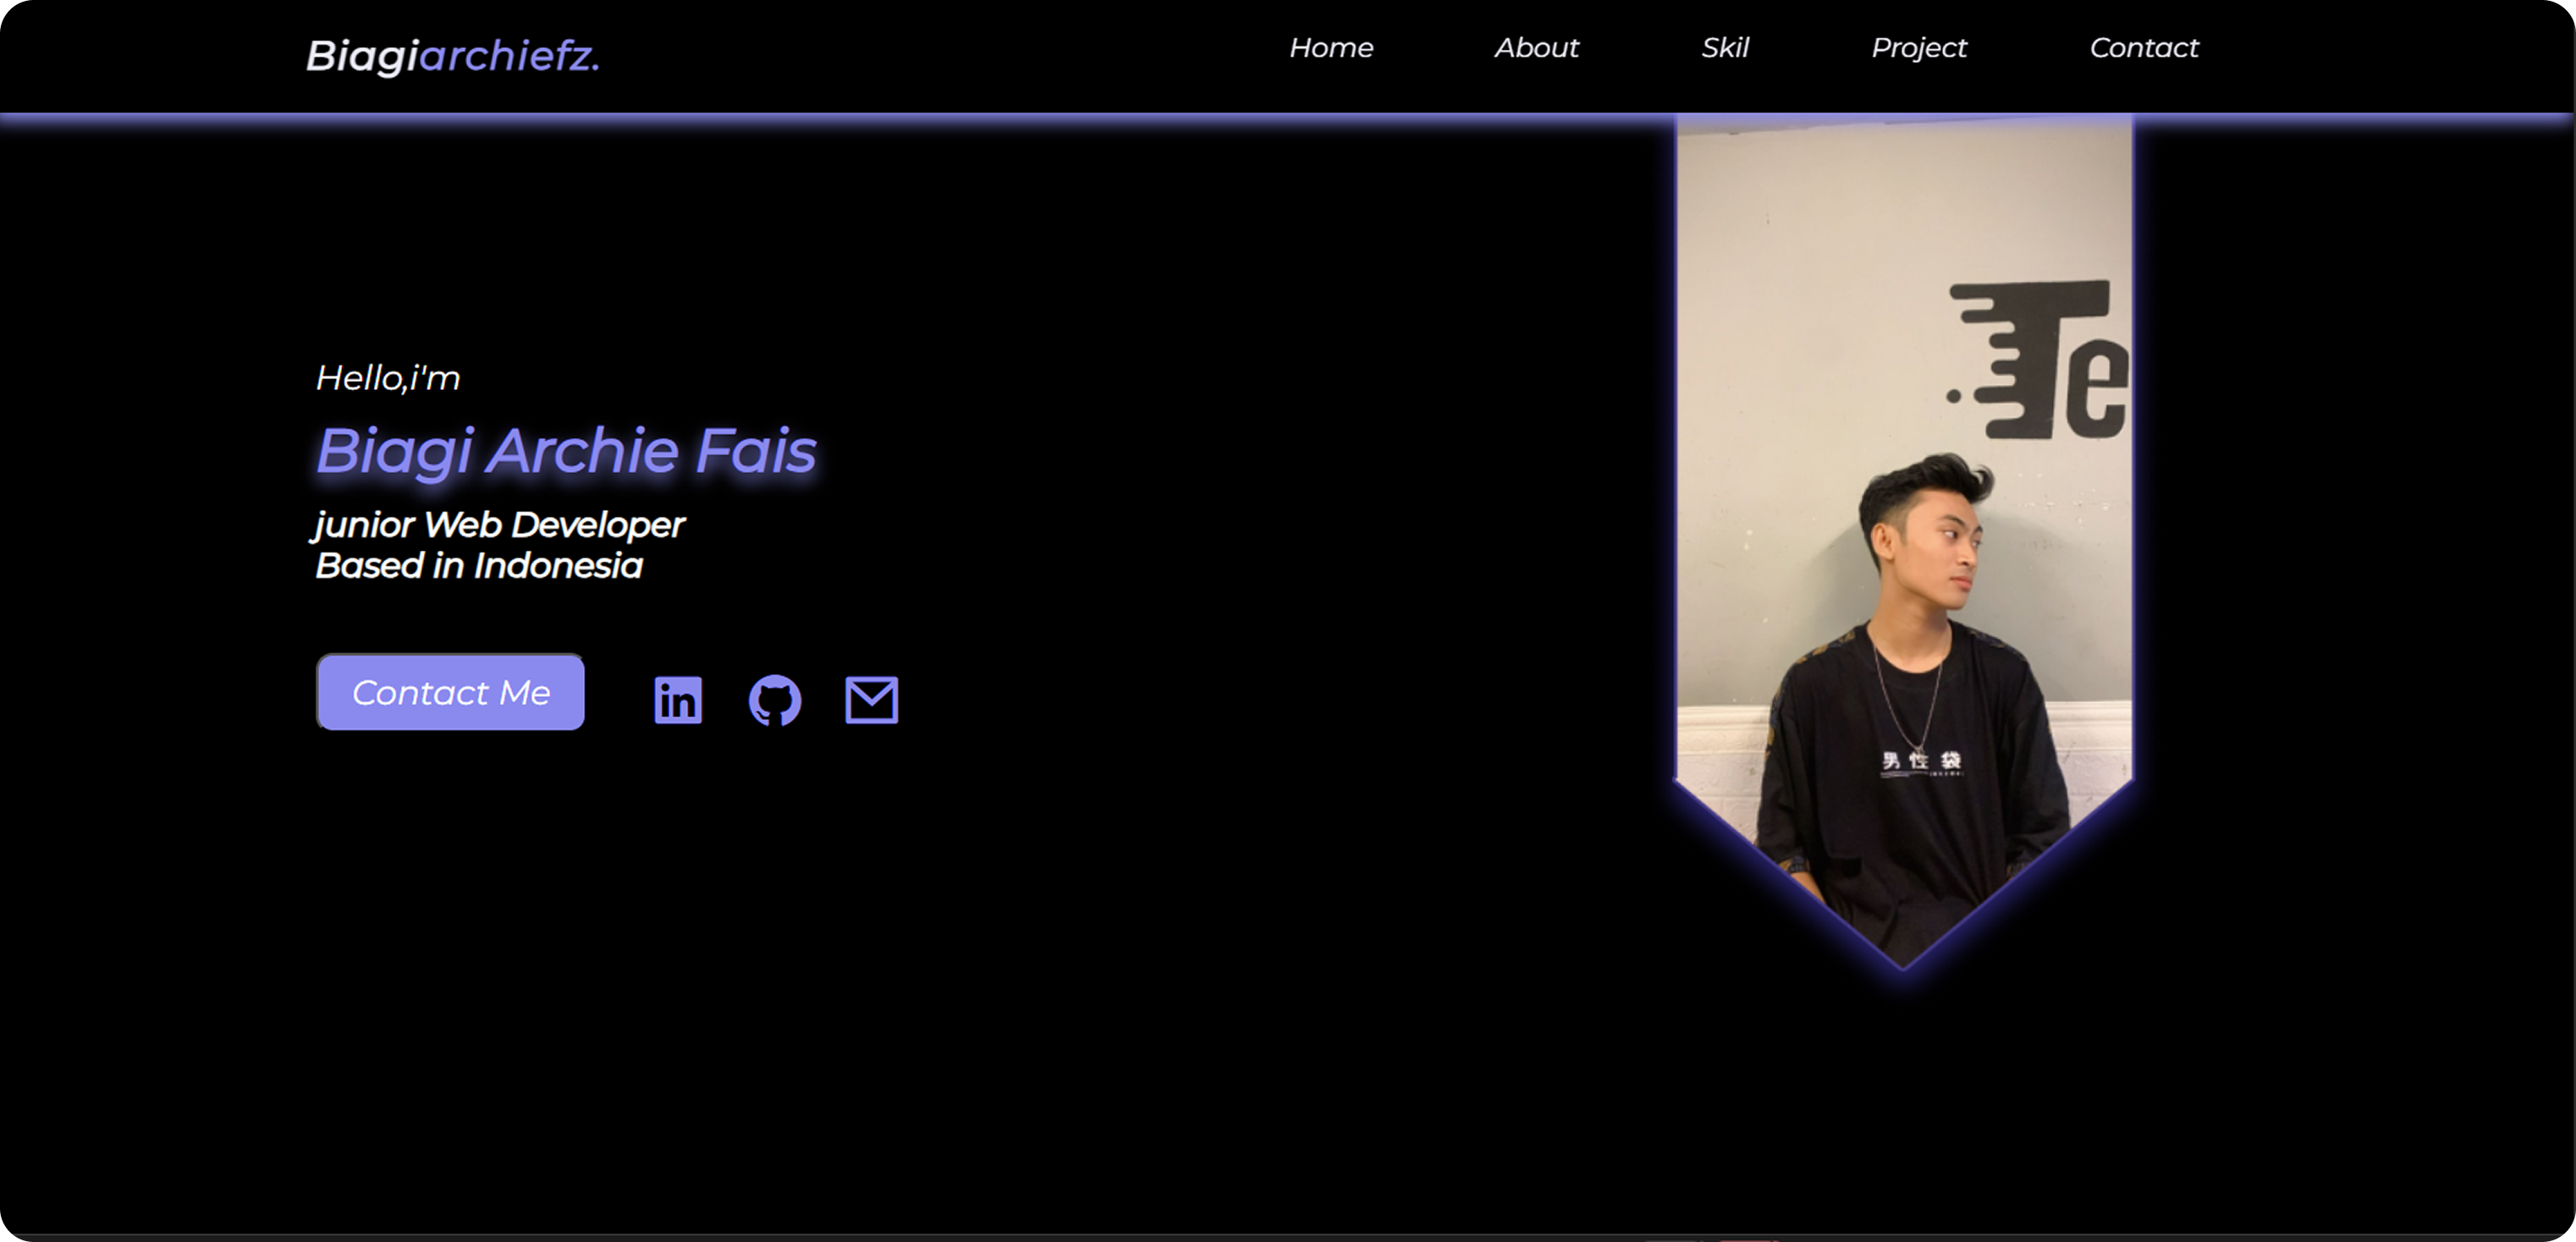 Biagiarchiefz.
Home
About
Skil
Project
Contact
Te
Hello,i'm
Biagi Archie Fais
junior Web Developer
Based in Indonesia
Contact Me
in
男性袋